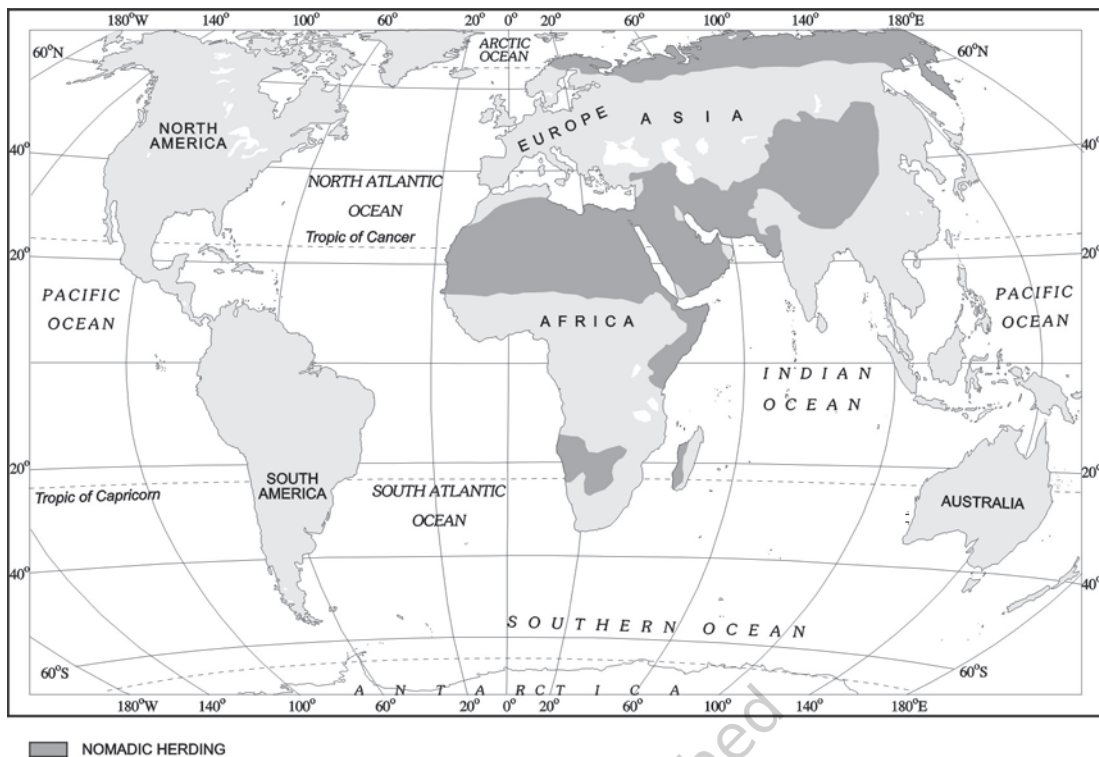 180°W 140° 100° 60° 20° 0° 20° 60° 100° 140° 180°E
ARCTIC
OCEAN
60°N
60°N
NORTH
AMERICA
EUROPE
ASIA
40°
40°
NORTH ATLANTIC
OCEAN
Tropic of Cancer
20°
20°
PACIFIC
OCEAN
AFRICA
PACIFIC
OCEAN
INDIAN
OCEAN
20°
20°
Tropic of Capricorn
SOUTH
AMERICA
SOUTH ATLANTIC
OCEAN
AUSTRALIA
40°
40°
SOUTHERN OCEAN
60°S
60°S
ANTARCTICA
180°W 140° 100° 60° 20° 0° 20° 60° 100° 140° 180°E
NOMADIC HERDING